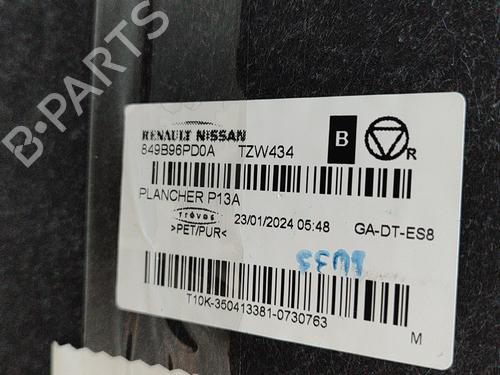 B-PARTS
RENAULT NISSAN
849B96PD0A TZW434
B
R
PLANCHER P13A
Trèves
23/01/2024 05:48 GA-DT-ES8
>PET/PUR<
T10K-350413381-0730763
M